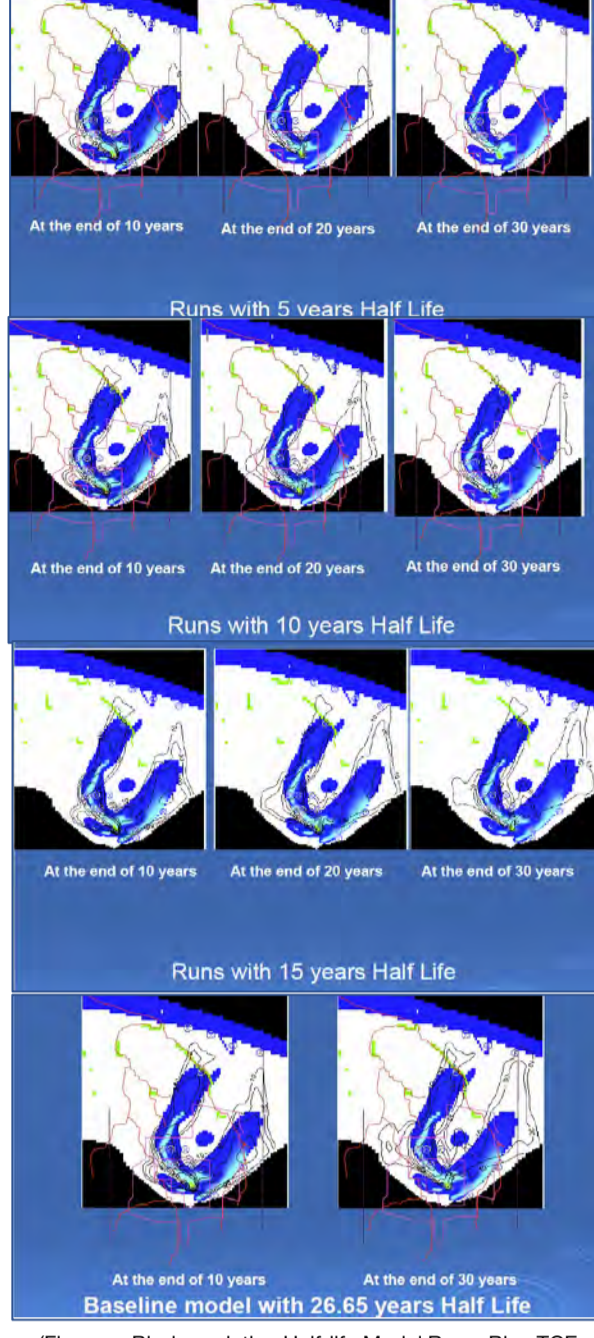 At the end of 10 years At the end of 20 years At the end of 30 years
Runs with 5 years Half Life
At the end of 10 years At the end of 20 years At the end of 30 years
Runs with 10 years Half Life
At the end of 10 years At the end of 20 years At the end of 30 years
Runs with 15 years Half Life
At the end of 10 years At the end of 30 years
Baseline model with 26.65 years Half Life